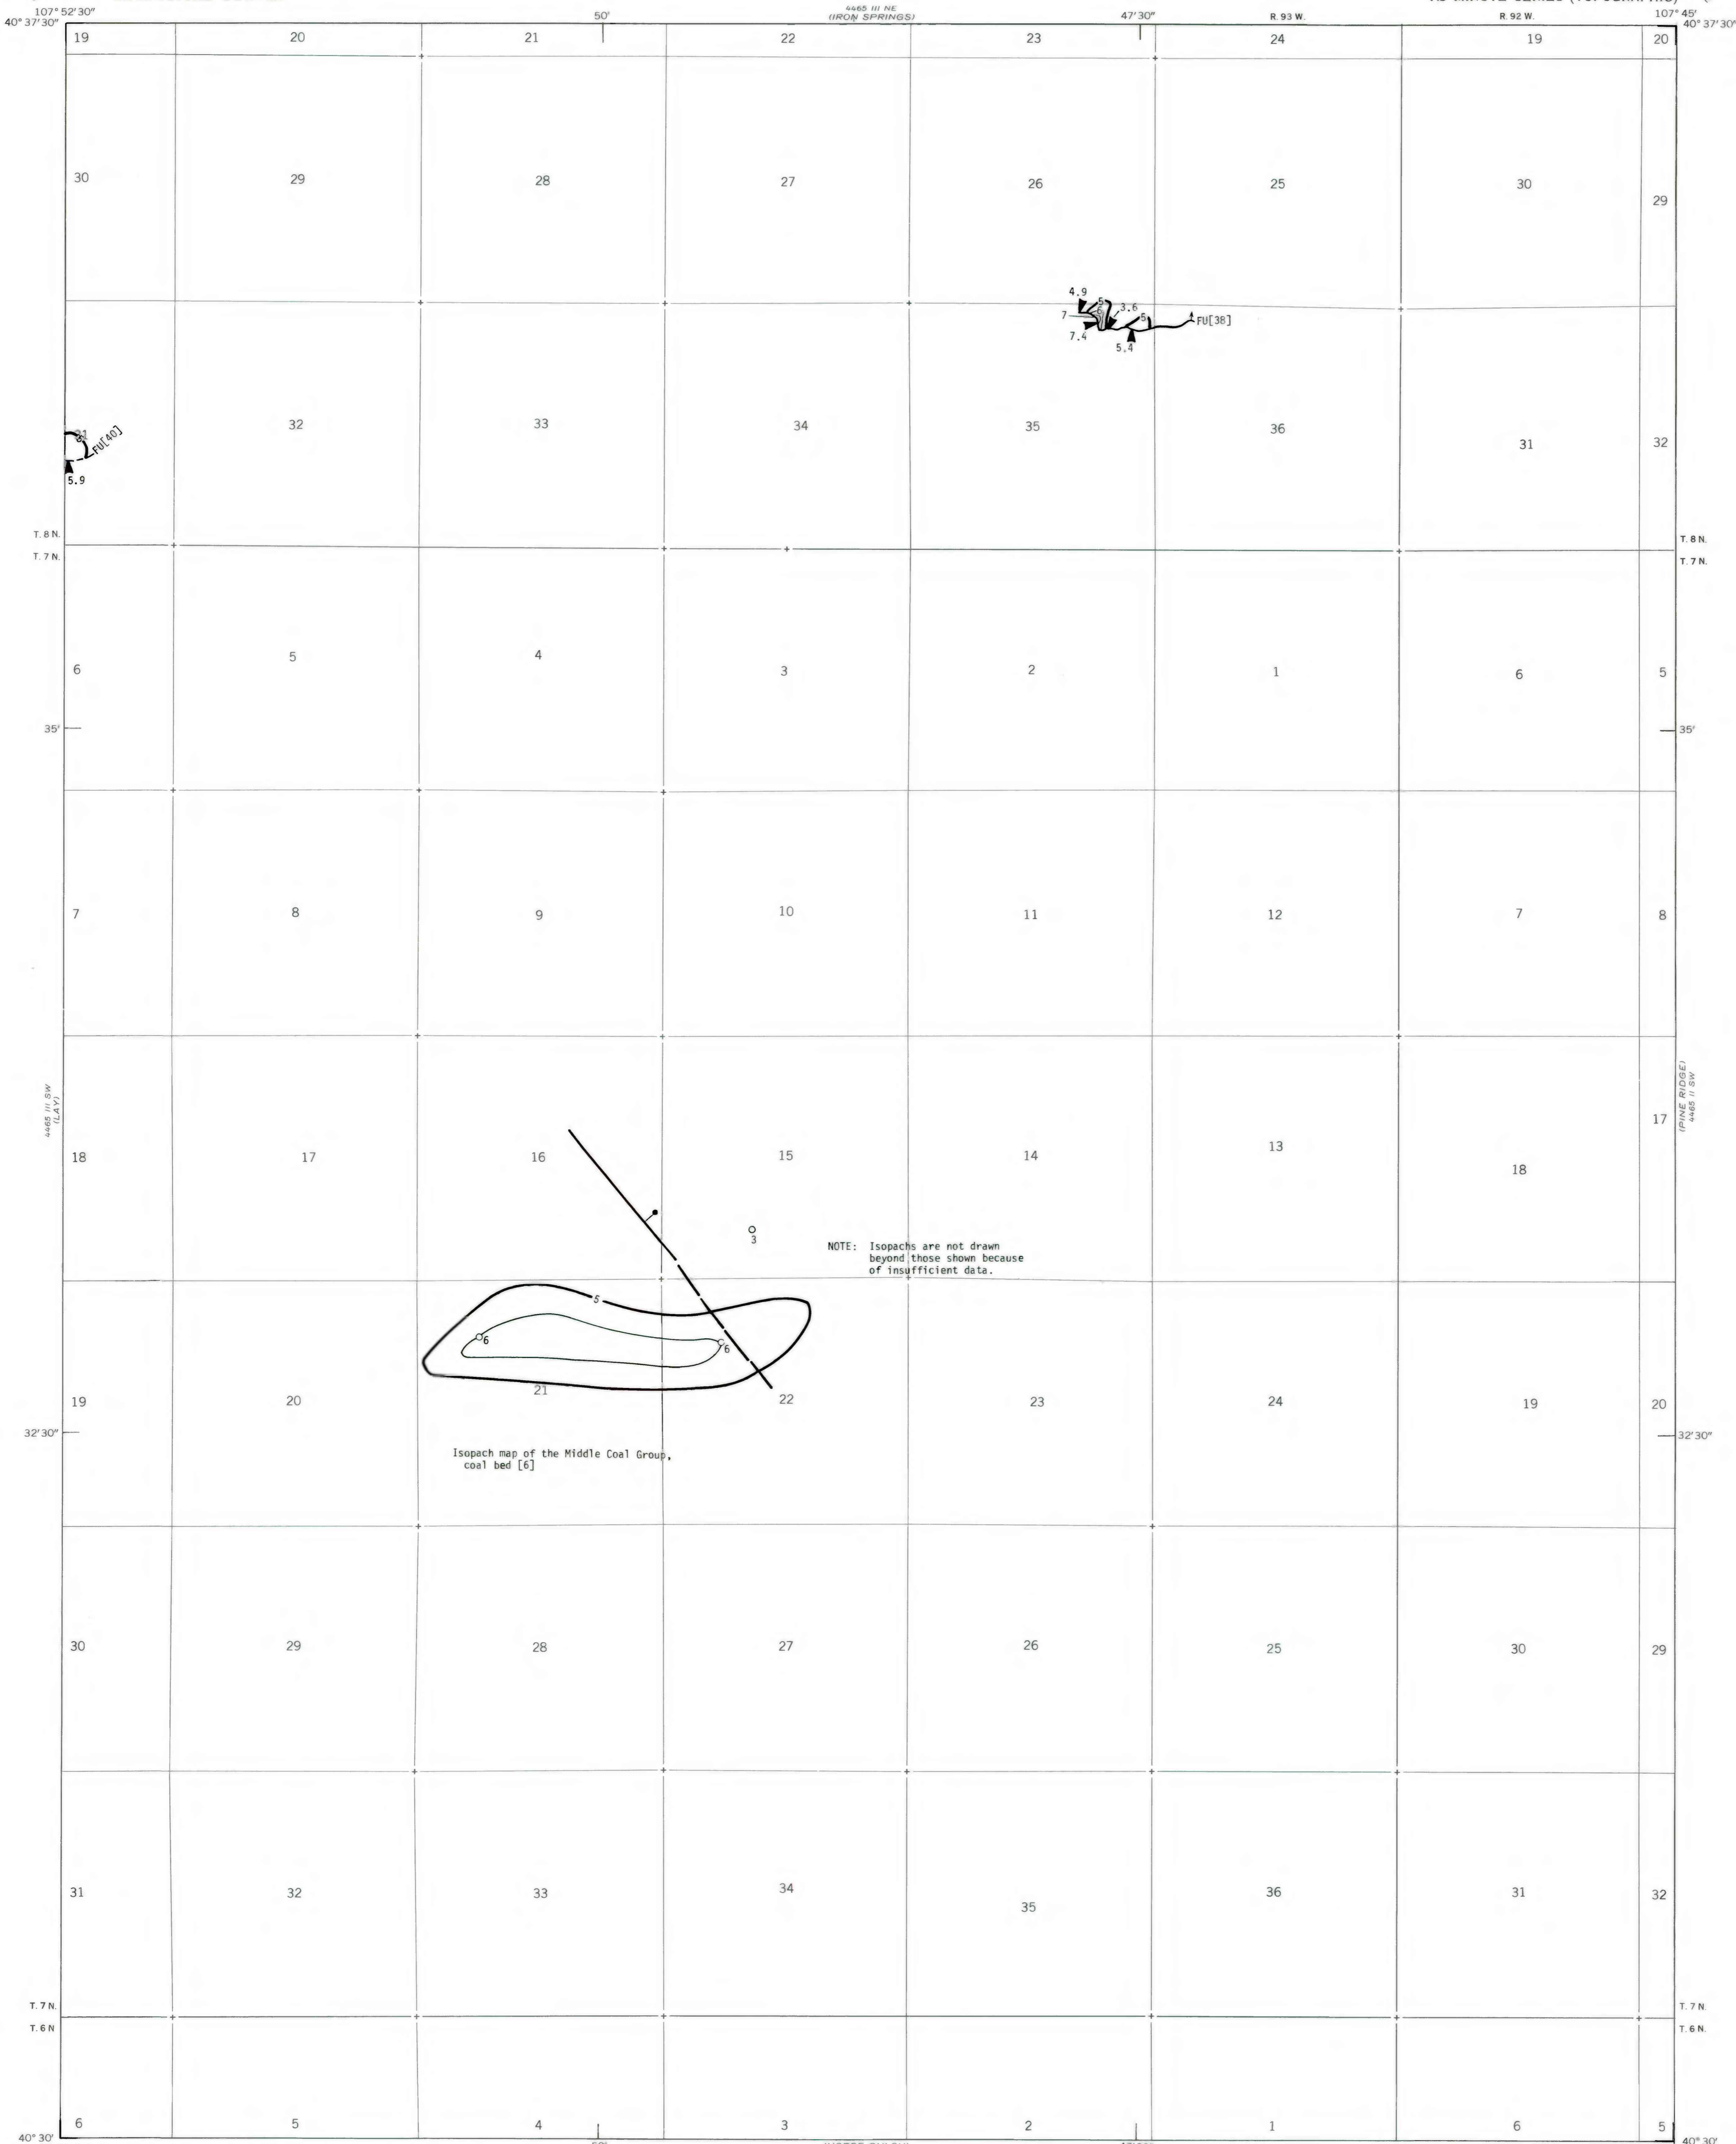 107° 52' 30"
50'
4465 III NE
(IRON SPRINGS)
47'30"
R. 93 W.
R. 92 W.
107° 45'
40° 37' 30"
40° 37' 30"
19 20 21 22 23 24 19 20
30 29 28 27 26 25 30 29
4.9 5 3.6
7 6 5 FU[38]
7.4
5.4
31 32 33 34 35 36 31 32
FU[40]
5.9
T. 8 N.
T. 7 N.
T. 8 N.
T. 7 N.
6 5 4 3 2 1 6 5
35'
35'
7 8 9 10 11 12 7 8
4465 III SW
(LAY)
(PINE RIDGE)
4465 II SW
18 17 16 15 14 13 18 17
3
NOTE: Isopachs are not drawn
beyond those shown because
of insufficient data.
5
6
6
19 20 21 22 23 24 19 20
32'30"
32'30"
Isopach map of the Middle Coal Group,
coal bed [6]
30 29 28 27 26 25 30 29
31 32 33 34 35 36 31 32
T. 7 N.
T. 6 N
T. 7 N.
T. 6 N.
6 5 4 3 2 1 6 5
40° 30'
40° 30'